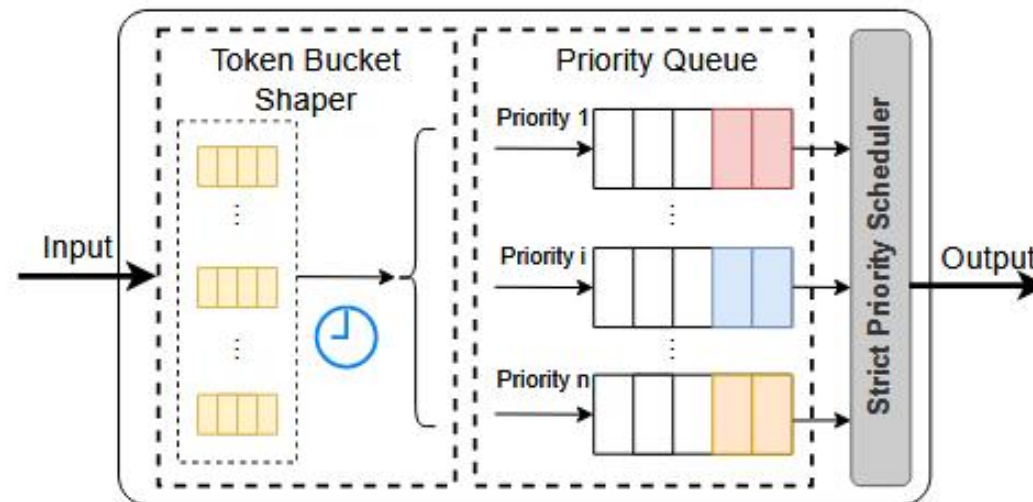 Token Bucket
Shaper
Priority Queue
Input
Priority 1
Priority i
Priority n
Strict Priority Scheduler
Output